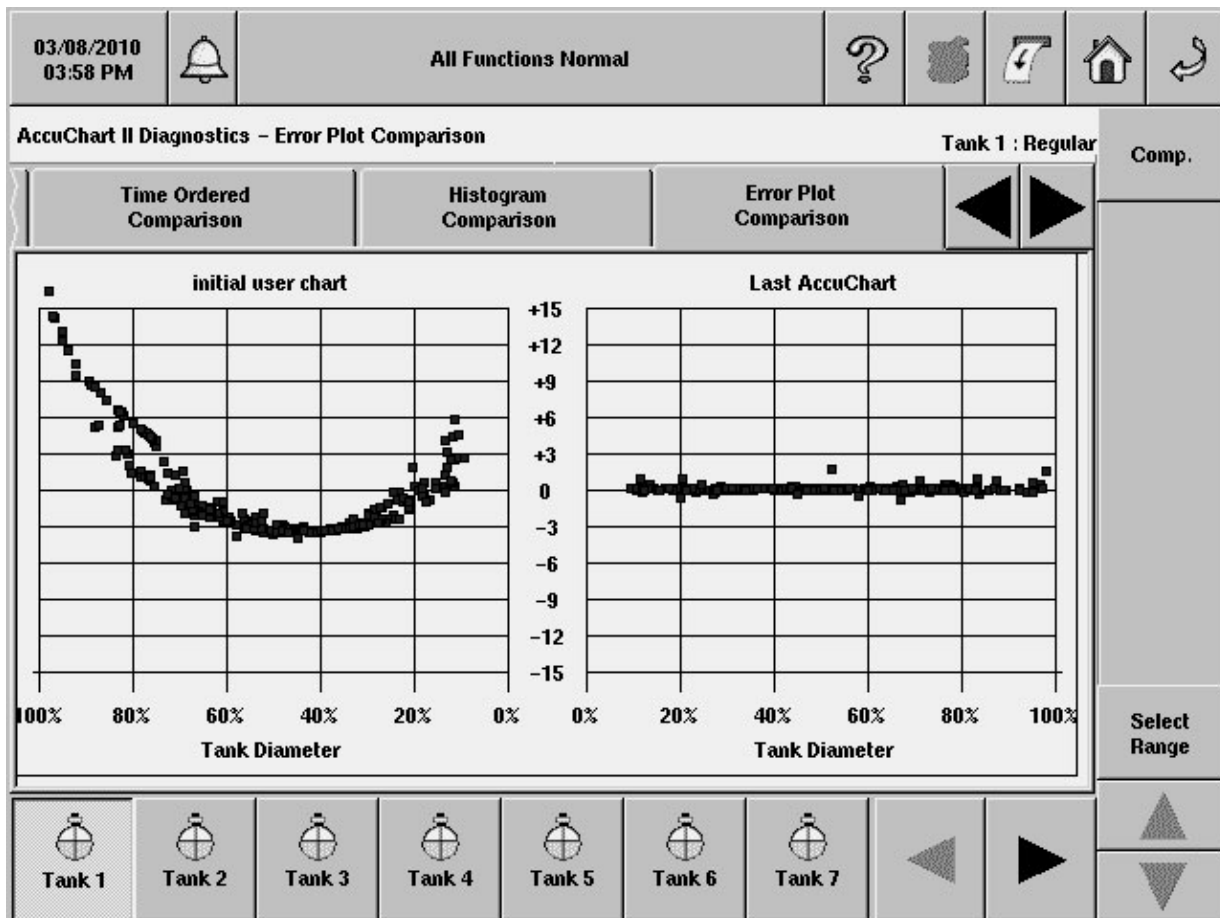 03/08/2010
03:58 PM
All Functions Normal
AccuChart II Diagnostics – Error Plot Comparison
Tank 1 : Regular
Comp.
Time Ordered
Comparison
Histogram
Comparison
Error Plot
Comparison
initial user chart
Last AccuChart
+15
+12
+9
+6
+3
0
−3
−6
−9
−12
−15
100% 80% 60% 40% 20% 0%
0% 20% 40% 60% 80% 100%
Tank Diameter
Tank Diameter
Select
Range
Tank 1
Tank 2
Tank 3
Tank 4
Tank 5
Tank 6
Tank 7